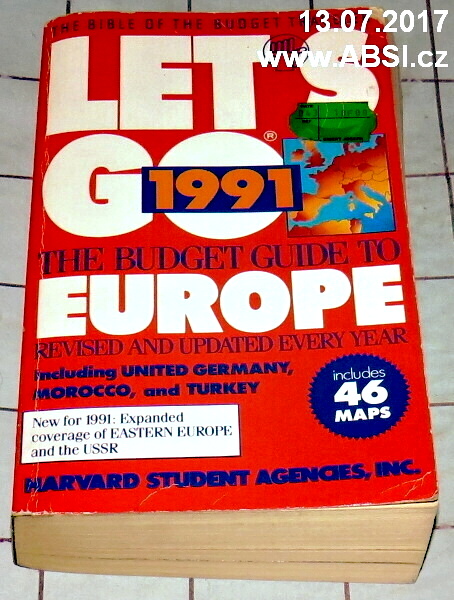 13.07.2017
www.ABSI.cz
THE BIBLE OF THE BUDGET
LET'S
GO®
1991
THE BUDGET GUIDE TO
EUROPE
REVISED AND UPDATED EVERY YEAR
including UNITED GERMANY,
MOROCCO, and TURKEY
includes
46
MAPS
New for 1991: Expanded
coverage of EASTERN EUROPE
and the USSR
HARVARD STUDENT AGENCIES, INC.